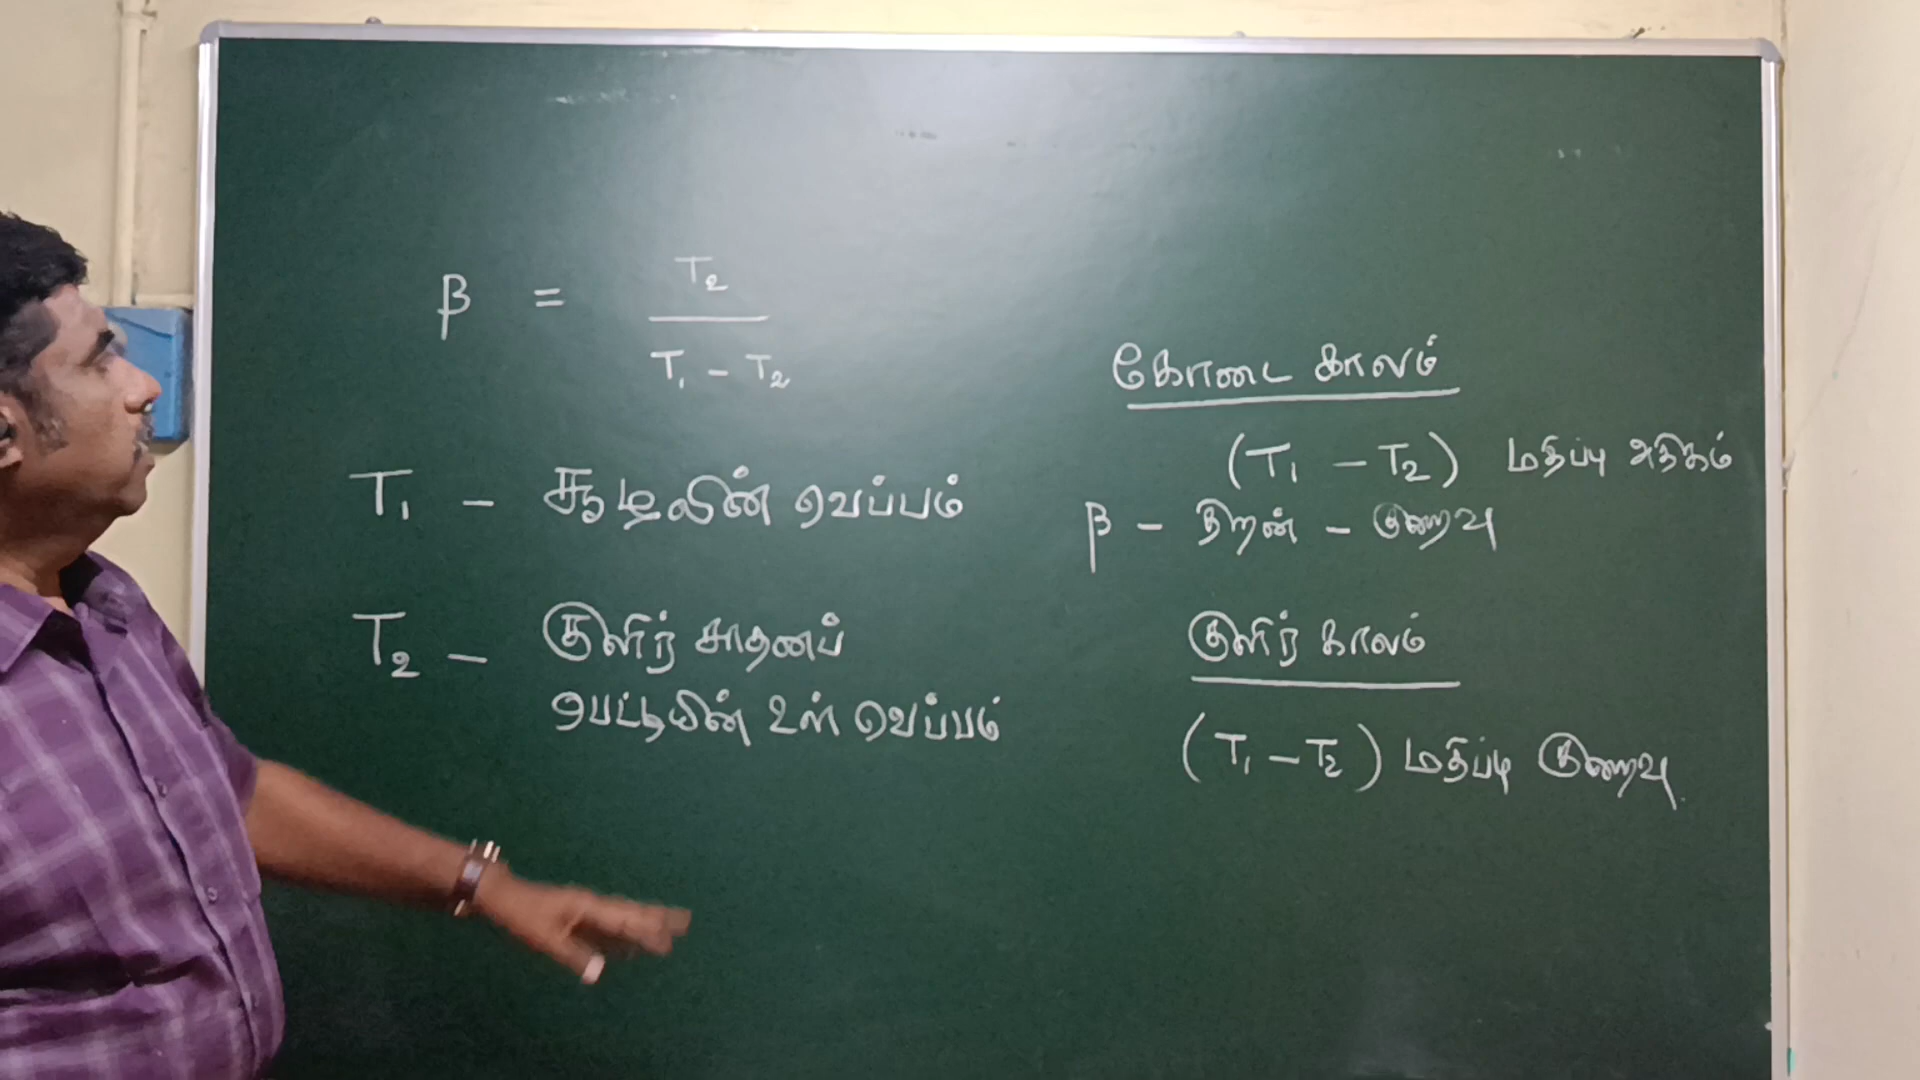 β = T₂ / T₁ - T₂
T₁ - சூழலின் வெப்பம்
T₂ - குளிர் சாதனப்
பெட்டியின் உள் வெப்பம்
கோடை காலம்
(T₁ - T₂) மதிப்பு அதிகம்
β - திறன் - குறைவு
குளிர் காலம்
(T₁ - T₂) மதிப்பு குறைவு